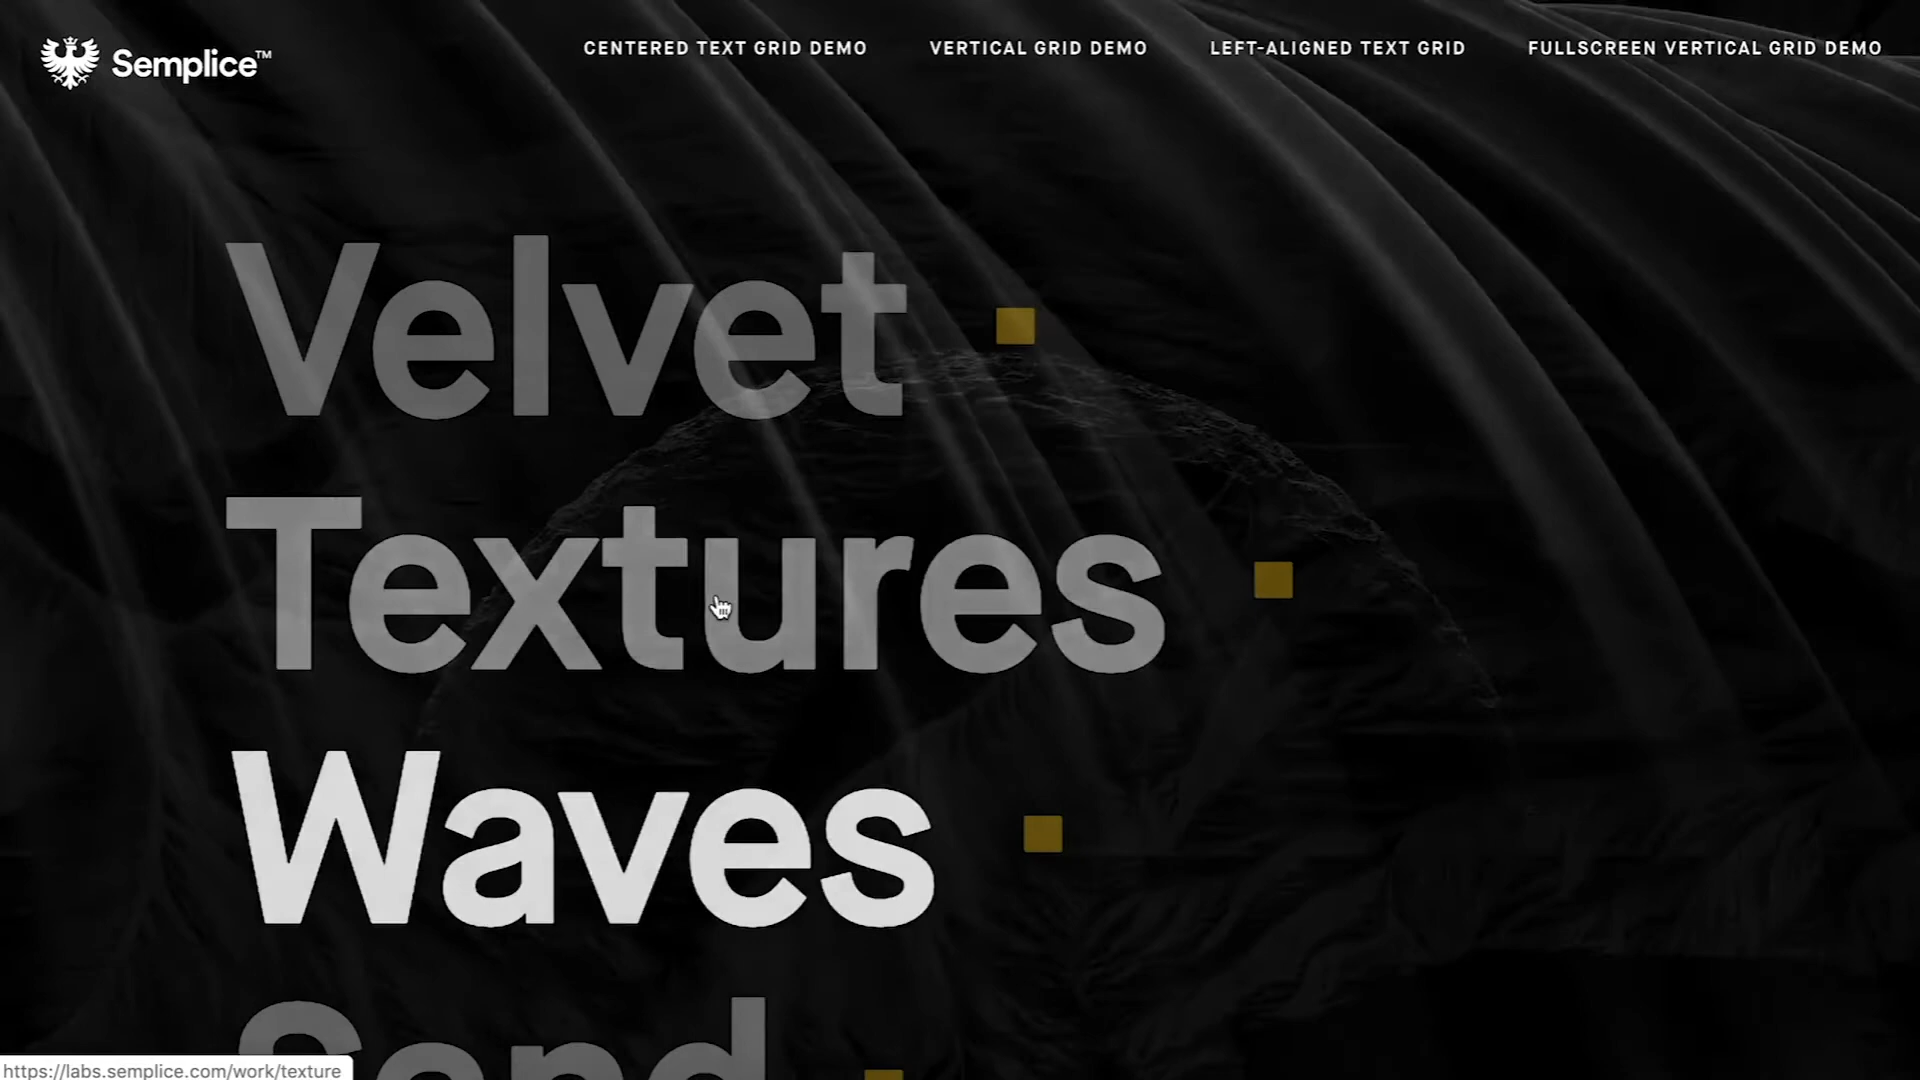 Semplice™
CENTERED TEXT GRID DEMO
VERTICAL GRID DEMO
LEFT-ALIGNED TEXT GRID
FULLSCREEN VERTICAL GRID DEMO
Velvet
Textures
Waves
Sand
https://labs.semplice.com/work/texture